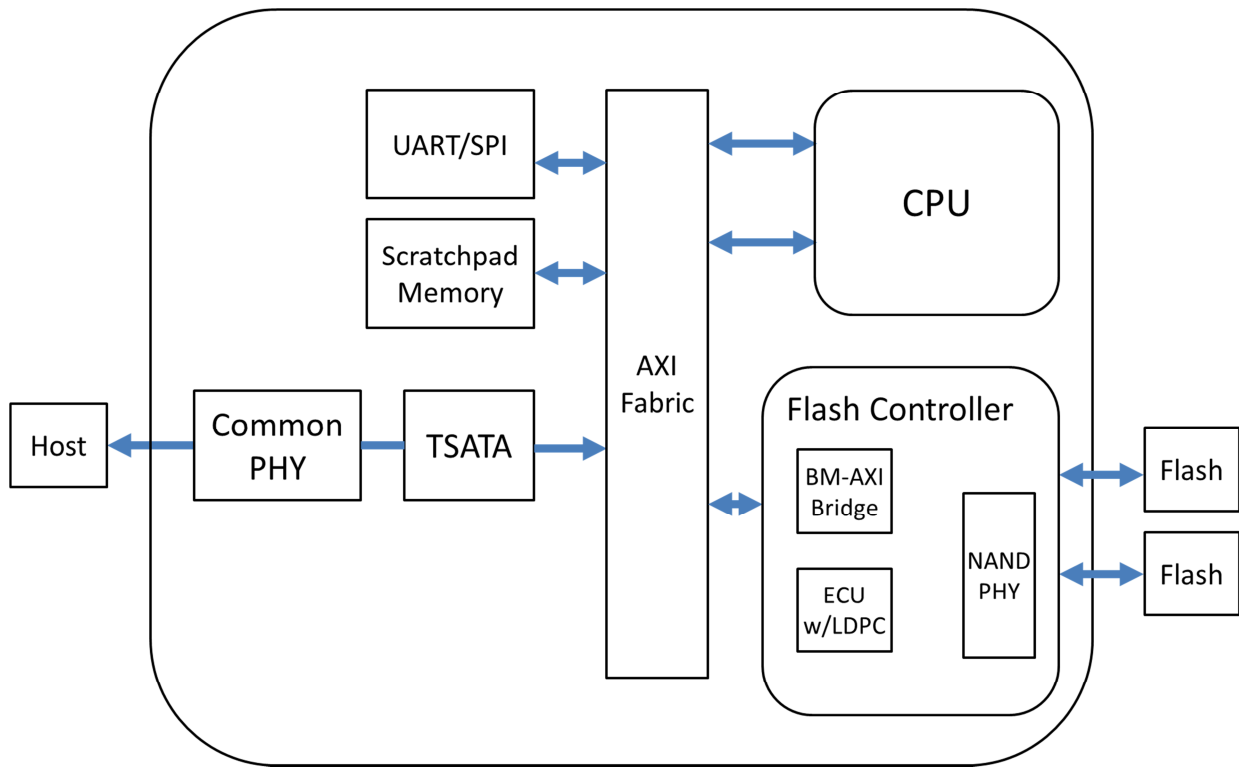 UART/SPI
Scratchpad
Memory
AXI
Fabric
CPU
Host
Common
PHY
TSATA
Flash Controller
BM-AXI
Bridge
ECU
w/LDPC
NAND
PHY
Flash
Flash